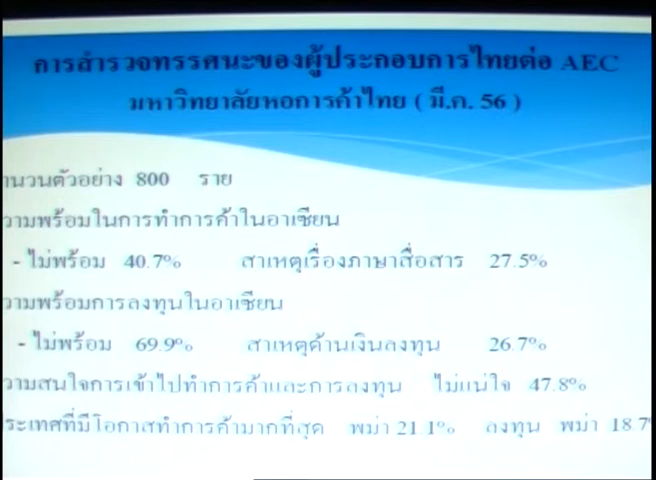 การสำรวจทรรศนะของผู้ประกอบการไทยต่อ AEC
มหาวิทยาลัยหอการค้าไทย ( มี.ค. 56 )
านวนตัวอย่าง 800 ราย
วามพร้อมในการทำการค้าในอาเซียน
- ไม่พร้อม 40.7% สาเหตุเรื่องภาษาสื่อสาร 27.5%
วามพร้อมการลงทุนในอาเซียน
- ไม่พร้อม 69.9% สาเหตุด้านเงินลงทุน 26.7%
วามสนใจการเข้าไปทำการค้าและการลงทุน ไม่แน่ใจ 47.8%
ระเทศที่มีโอกาสทำการค้ามากที่สุด พม่า 21.1% ลงทุน พม่า 18.7%